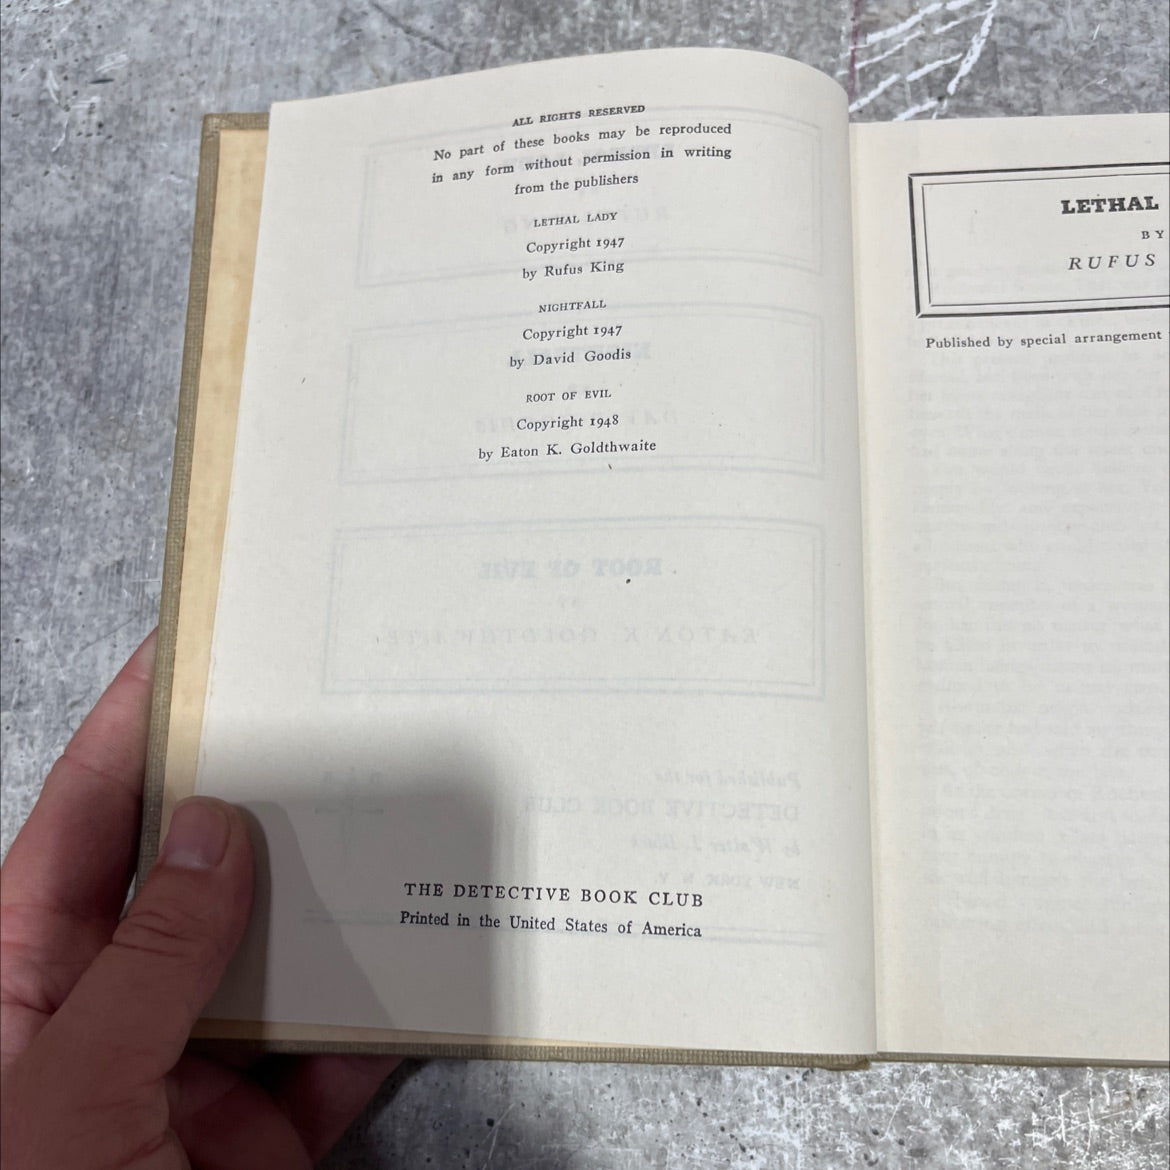 ALL RIGHTS RESERVED
No part of these books may be reproduced
in any form without permission in writing
from the publishers
LETHAL LADY
Copyright 1947
by Rufus King
NIGHTFALL
Copyright 1947
by David Goodis
ROOT OF EVIL
Copyright 1948
by Eaton K. Goldthwaite
THE DETECTIVE BOOK CLUB
Printed in the United States of America
LETHAL
BY
RUFUS
Published by special arrangement